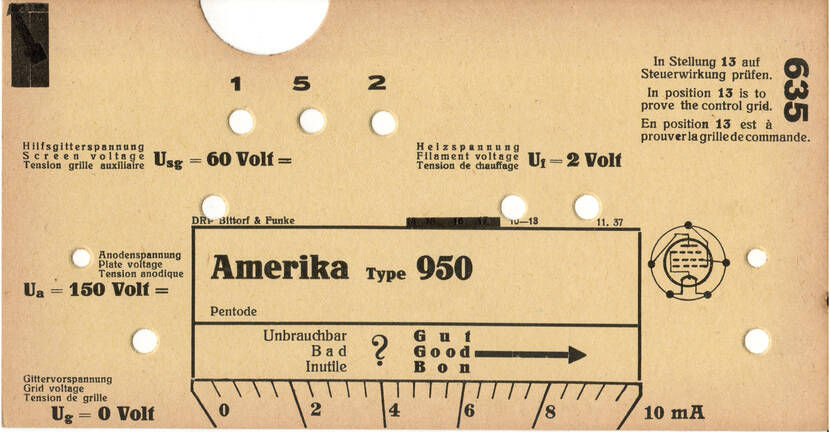 1 5 2
In Stellung 13 auf
Steuerwirkung prüfen.
In position 13 is to
prove the control grid.
En position 13 est à
prouver la grille de commande.
635
Hilfsgitterspannung
Screen voltage
Tension grille auxiliaire
Usg = 60 Volt =
Heizspannung
Filament voltage
Tension de chauffage
Uf = 2 Volt
DRP Bittorf & Funke
10—13
11. 37
Anodenspannung
Plate voltage
Tension anodique
Ua = 150 Volt =
Amerika Type 950
Pentode
Unbrauchbar
Bad
Inutile
?
Gut
Good
Bon
Gittervorspannung
Grid voltage
Tension de grille
Ug = 0 Volt
0 2 4 6 8 10 mA